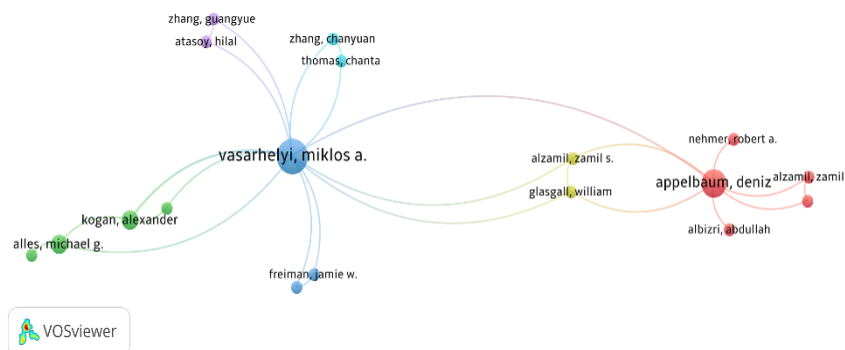 zhang, guangyue
atasoy, hilal
zhang, chanyuan
thomas, chanta
vasarhelyi, miklos a.
nehmer, robert a.
alzamil, zamil s.
appelbaum, deniz
alzamil, zamil
glasgall, william
kogan, alexander
albizri, abdullah
alles, michael g.
freiman, jamie w.
VOSviewer